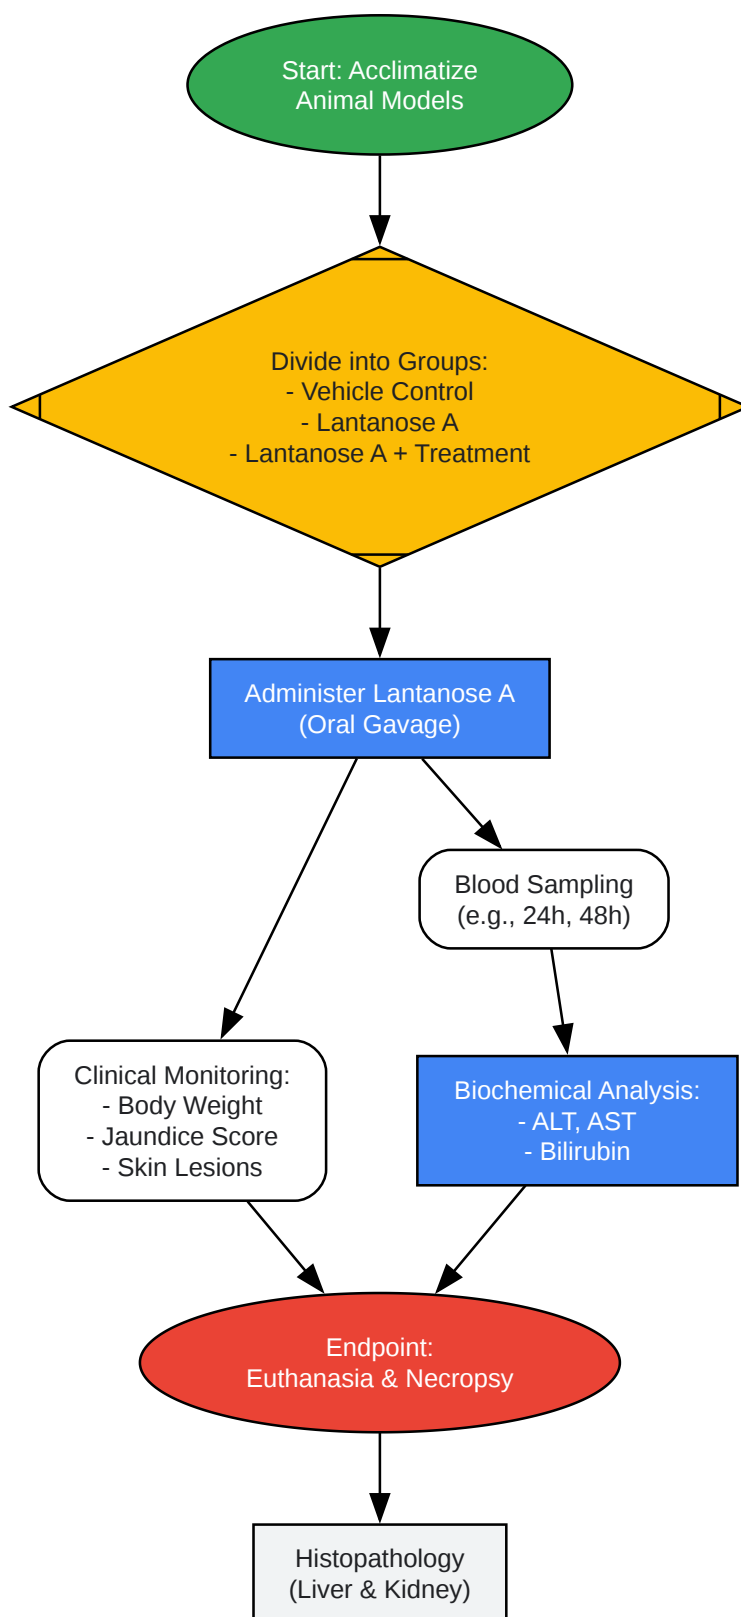 Start: Acclimatize
Animal Models
Divide into Groups:
- Vehicle Control
- Lantanose A
- Lantanose A + Treatment
Administer Lantanose A
(Oral Gavage)
Blood Sampling
(e.g., 24h, 48h)
Clinical Monitoring:
- Body Weight
- Jaundice Score
- Skin Lesions
Biochemical Analysis:
- ALT, AST
- Bilirubin
Endpoint:
Euthanasia & Necropsy
Histopathology
(Liver & Kidney)